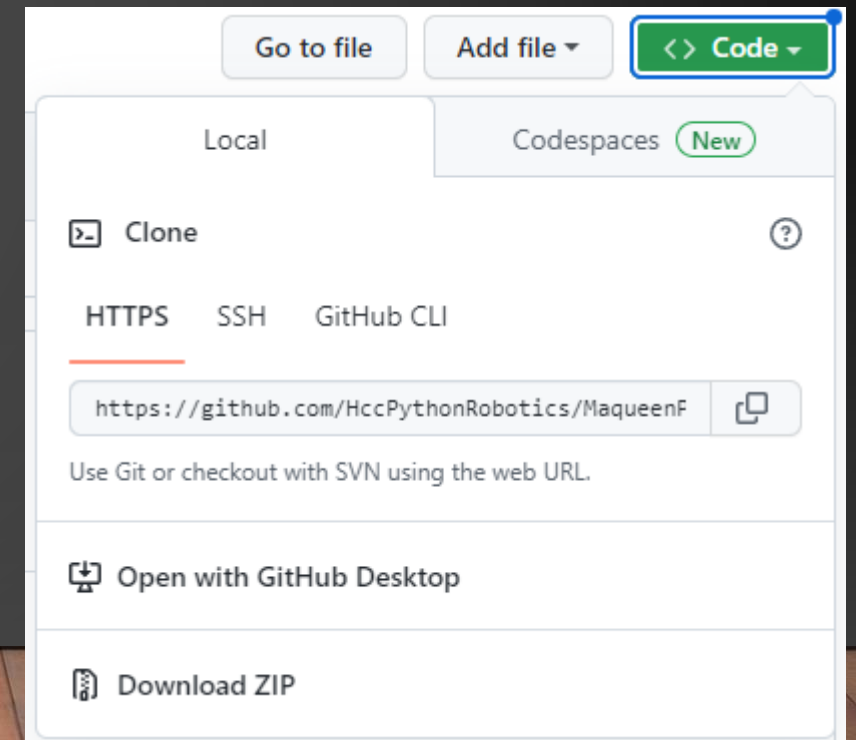 Go to file Add file <> Code
Local Codespaces New
Clone
HTTPS SSH GitHub CLI
https://github.com/HccPythonRobotics/MaqueenF
Use Git or checkout with SVN using the web URL.
Open with GitHub Desktop
Download ZIP